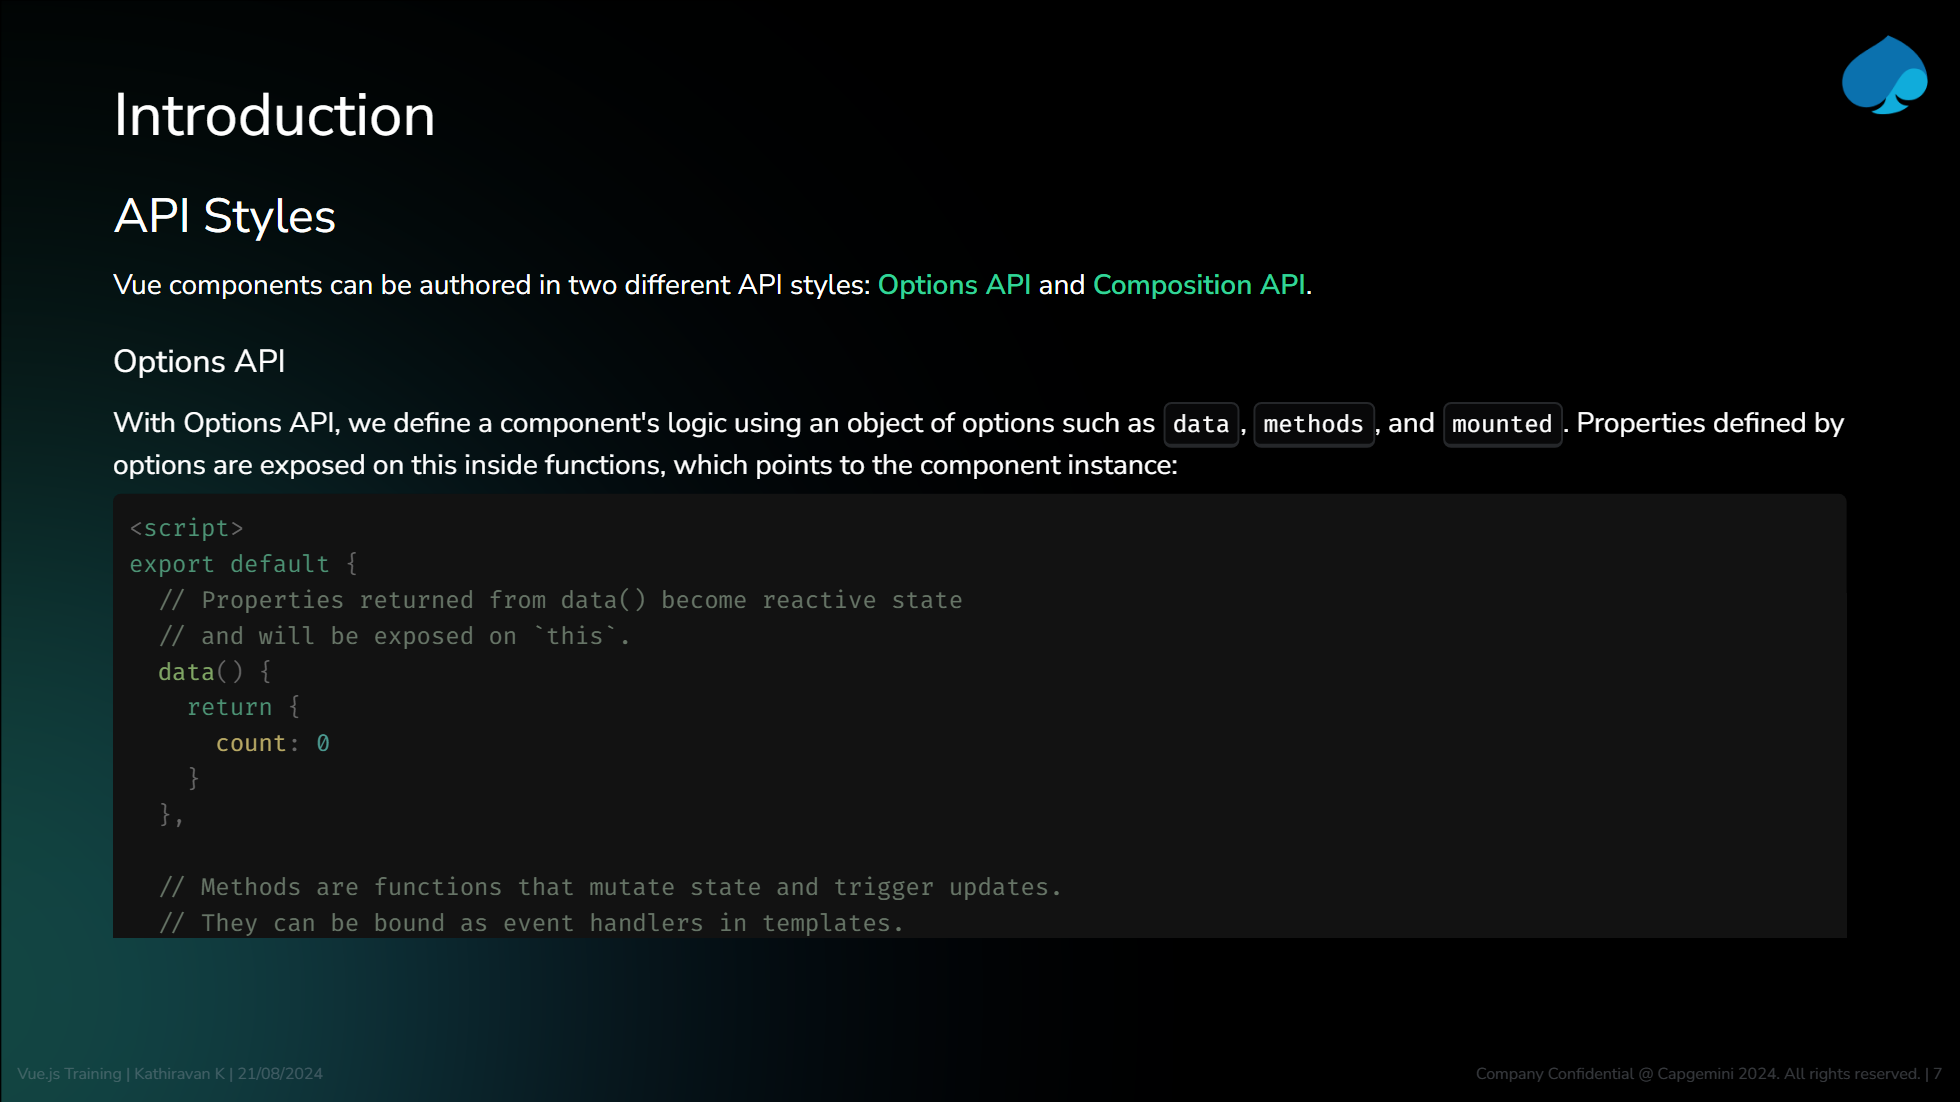 Introduction
API Styles
Vue components can be authored in two different API styles: Options API and Composition API.
Options API
With Options API, we define a component's logic using an object of options such as data, methods, and mounted. Properties defined by
options are exposed on this inside functions, which points to the component instance:
<script>
export default {
  // Properties returned from data() become reactive state
  // and will be exposed on `this`.
  data() {
    return {
      count: 0
    }
  },

  // Methods are functions that mutate state and trigger updates.
  // They can be bound as event handlers in templates.
Vue.js Training | Kathiravan K | 21/08/2024
Company Confidential @ Capgemini 2024. All rights reserved. | 7